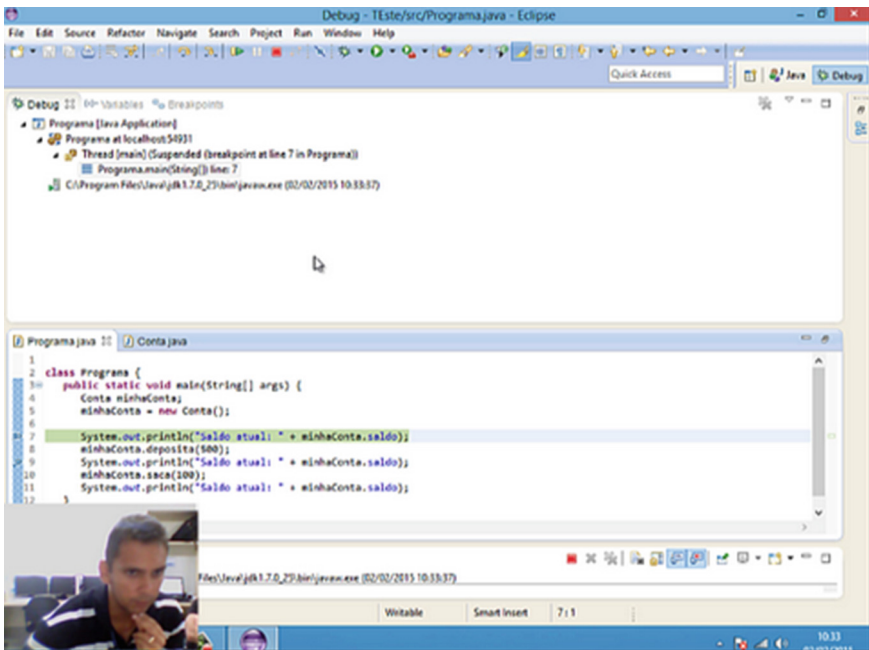 Debug - TEste/src/Programa.java - Eclipse
File Edit Source Refactor Navigate Search Project Run Window Help
Quick Access
Java
Debug
Debug
Variables
Breakpoints
Programa [Java Application]
Programa at localhost:54931
Thread [main] (Suspended (breakpoint at line 7 in Programa))
Programa.main(String[]) line: 7
C:\Program Files\Java\jdk1.7.0_25\bin\javaw.exe (02/02/2015 10:33:37)
Programa.java
Conta.java
1
2 class Programa {
3 public static void main(String[] args) {
4 Conta minhaConta;
5 minhaConta = new Conta();
6
7 System.out.println("Saldo atual: " + minhaConta.saldo);
8 minhaConta.deposita(500);
9 System.out.println("Saldo atual: " + minhaConta.saldo);
10 minhaConta.saca(100);
11 System.out.println("Saldo atual: " + minhaConta.saldo);
12 }
Files\Java\jdk1.7.0_25\bin\javaw.exe (02/02/2015 10:33:37)
Writable
Smart Insert
7 : 1
10:33